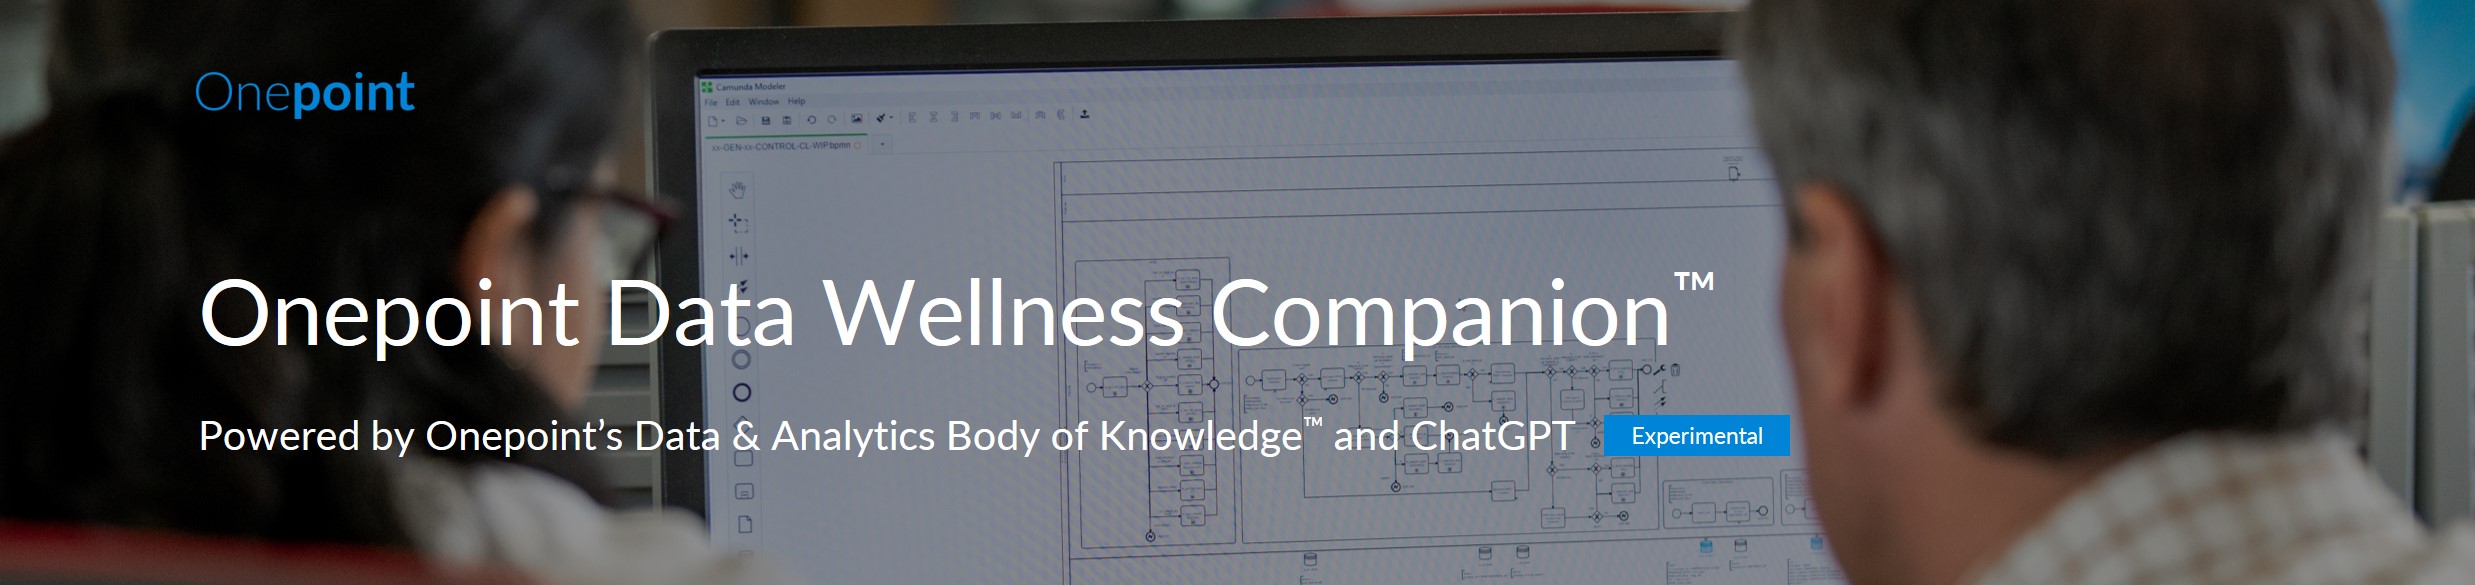 Onepoint
Camunda Modeler
File Edit Window Help
xx-GEN-xx-CONTROL-CL-WIP.bpmn
Onepoint Data Wellness Companion™
Powered by Onepoint’s Data & Analytics Body of Knowledge™ and ChatGPT
Experimental